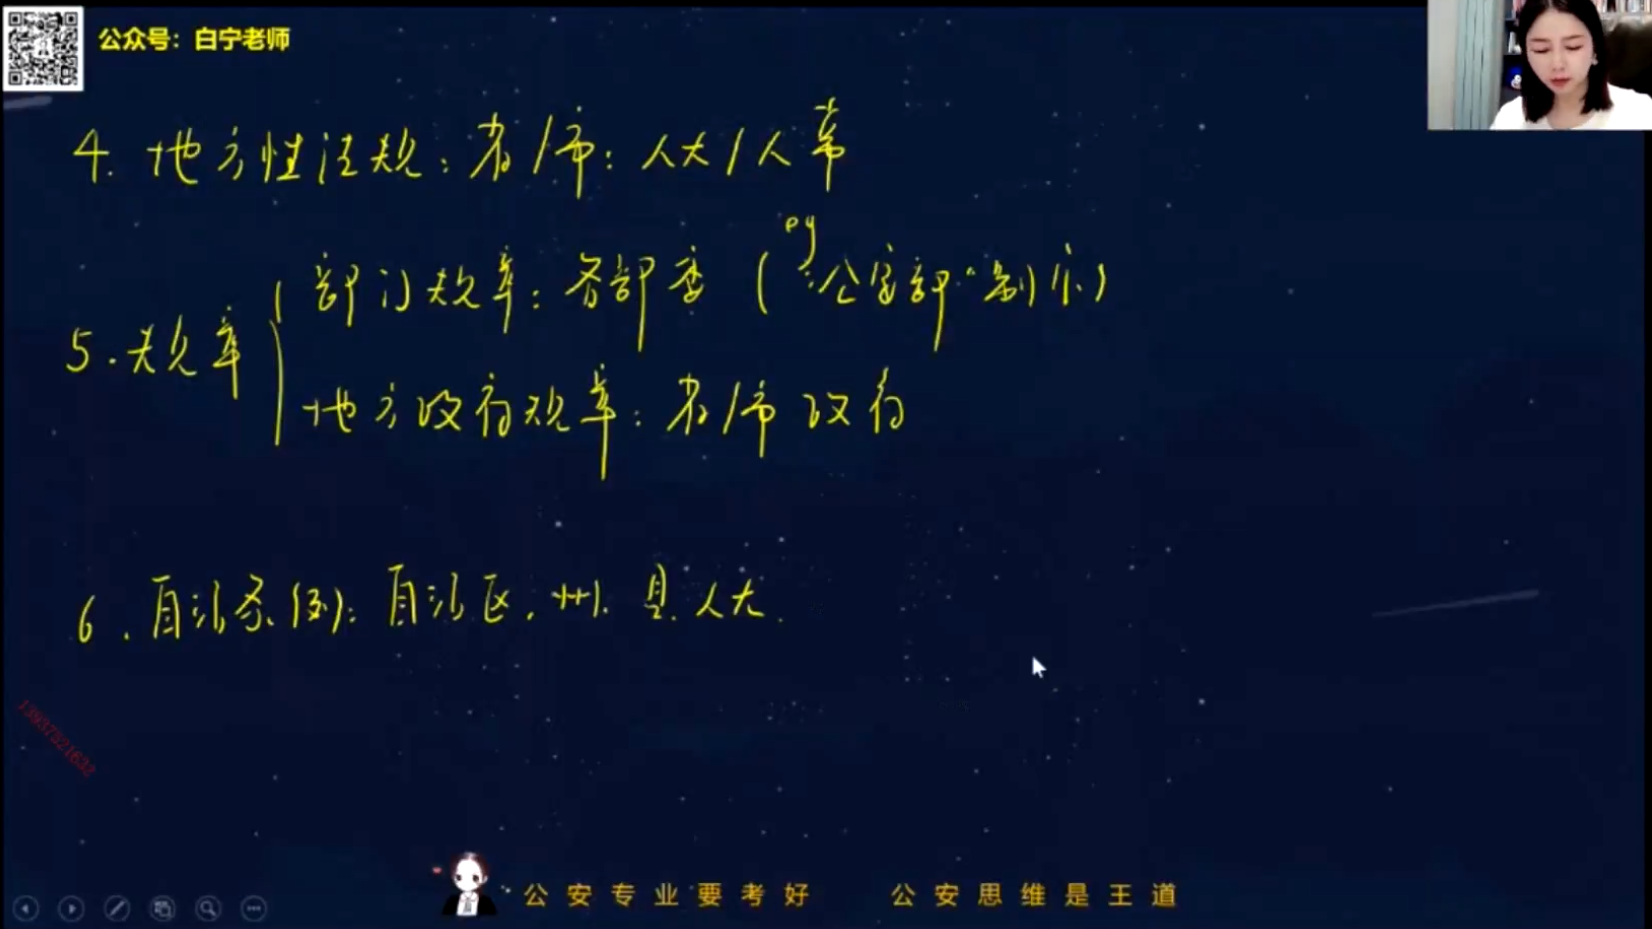 公众号：白宁老师
4. 地方性法规：省/市：人大/人常
eg
部门规章：各部委（：公安部“制作）
5. 规章
地方政府规章：省/市 政府
6. 自治条例：自治区、州、县人大.
13937521632
公安专业要考好 公安思维是王道